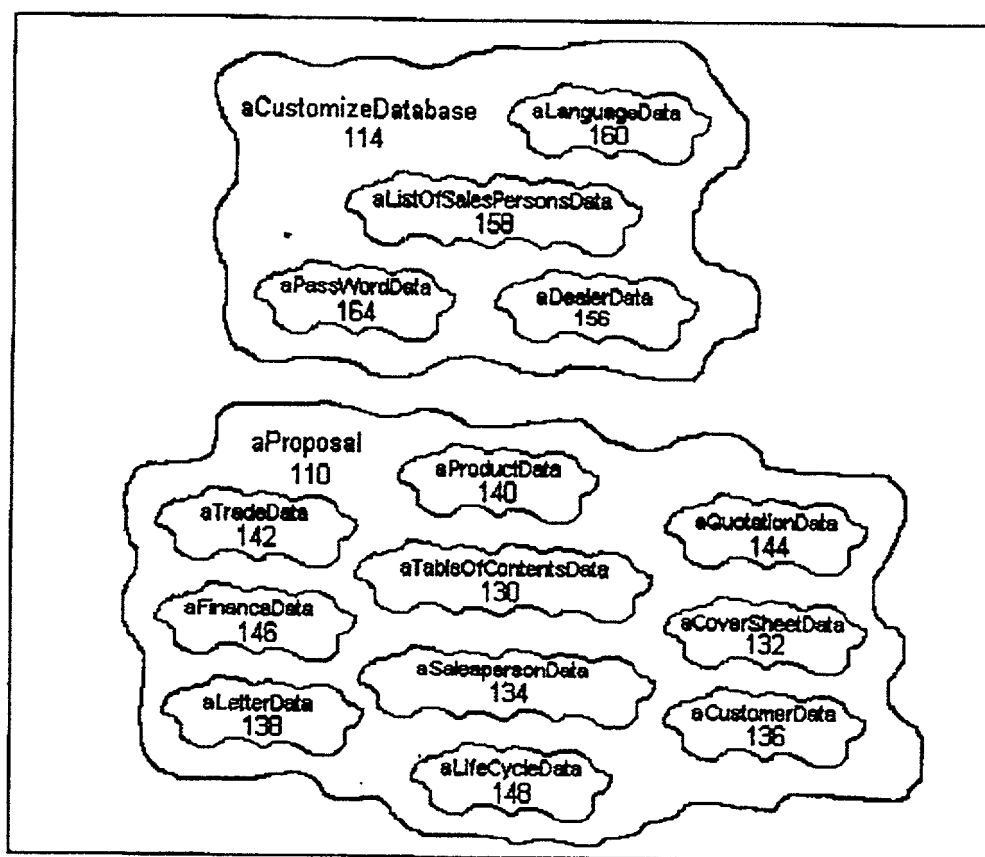 aCustomizeDatabase
114
aLanguageData
160
aListOfSalesPersonsData
158
aPassWordData
164
aDealerData
156
aProposal
110
aProductData
140
aTradeData
142
aQuotationData
144
aTableOfContentsData
130
aFinanceData
146
aCoverSheetData
132
aSalespersonData
134
aLetterData
138
aCustomerData
136
aLifeCycleData
148